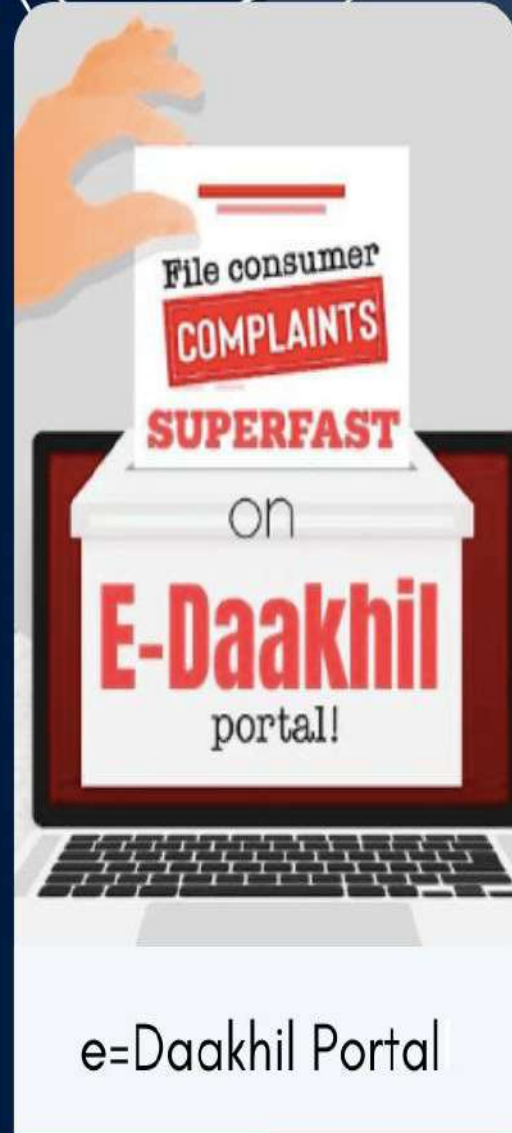 File consumer
COMPLAINTS
SUPERFAST
on
E-Daakhil
portal!
e=Daakhil Portal